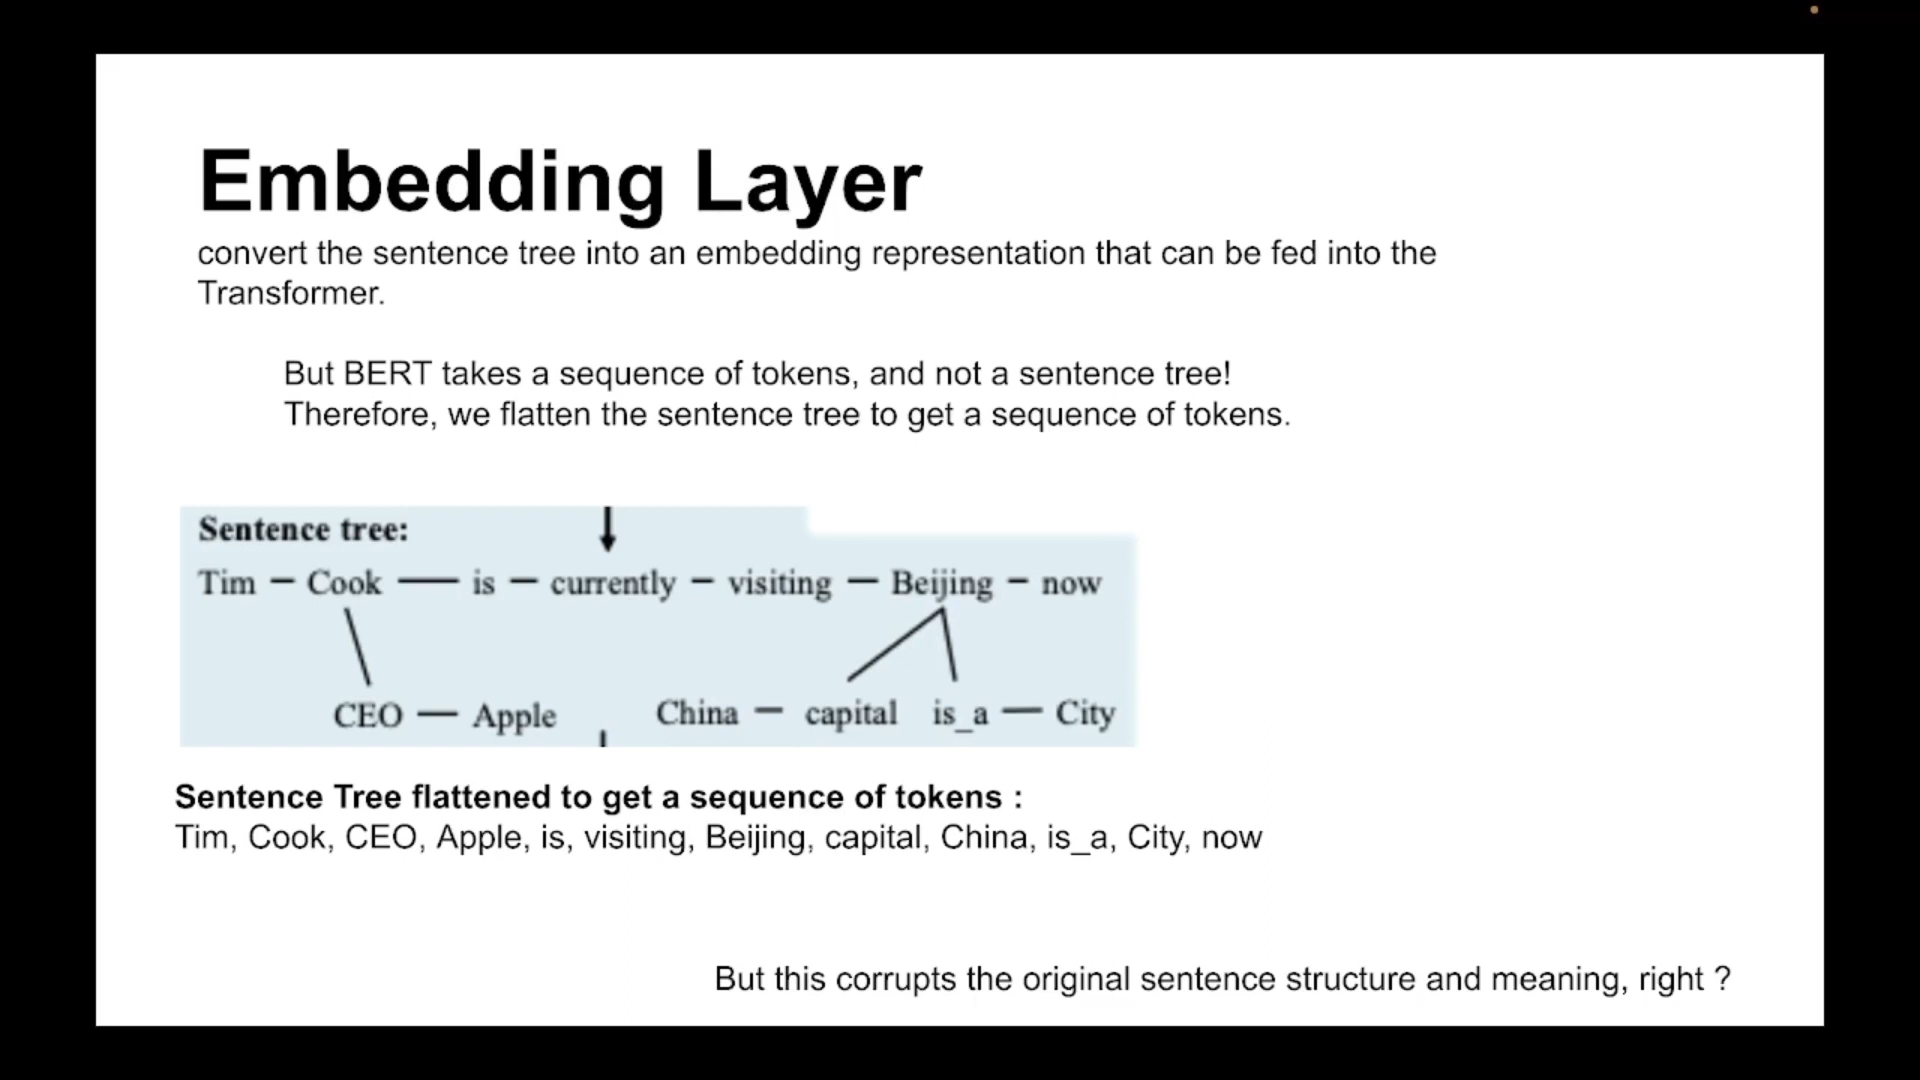 Embedding Layer
convert the sentence tree into an embedding representation that can be fed into the
Transformer.
But BERT takes a sequence of tokens, and not a sentence tree!
Therefore, we flatten the sentence tree to get a sequence of tokens.
Sentence tree:
Tim — Cook — is — currently — visiting — Beijing — now
CEO — Apple China — capital is_a — City
Sentence Tree flattened to get a sequence of tokens :
Tim, Cook, CEO, Apple, is, visiting, Beijing, capital, China, is_a, City, now
But this corrupts the original sentence structure and meaning, right ?